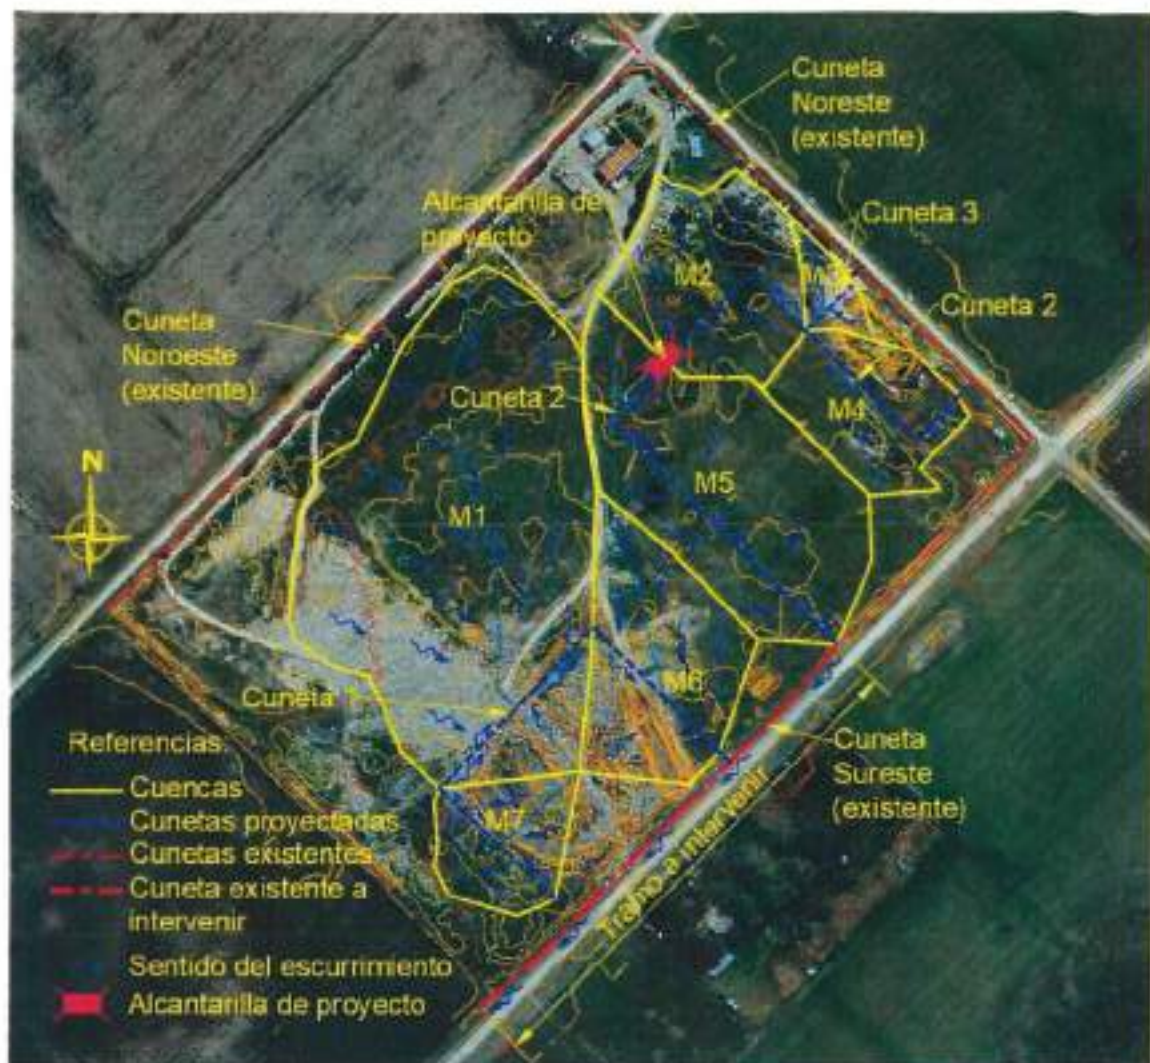 Cuneta
Noreste
(existente)
Alcantarilla de
proyecto
Cuneta 3
M2
M3
Cuneta 2
Cuneta
Noroeste
(existente)
Cuneta 2
M4
N
M5
M1
M6
Cuneta 1
Cuneta
Sureste
(existente)
Tramo a intervenir
M7
Referencias:
Cuencas
Cunetas proyectadas
Cunetas existentes
Cuneta existente a
intervenir
Sentido del escurrimiento
Alcantarilla de proyecto